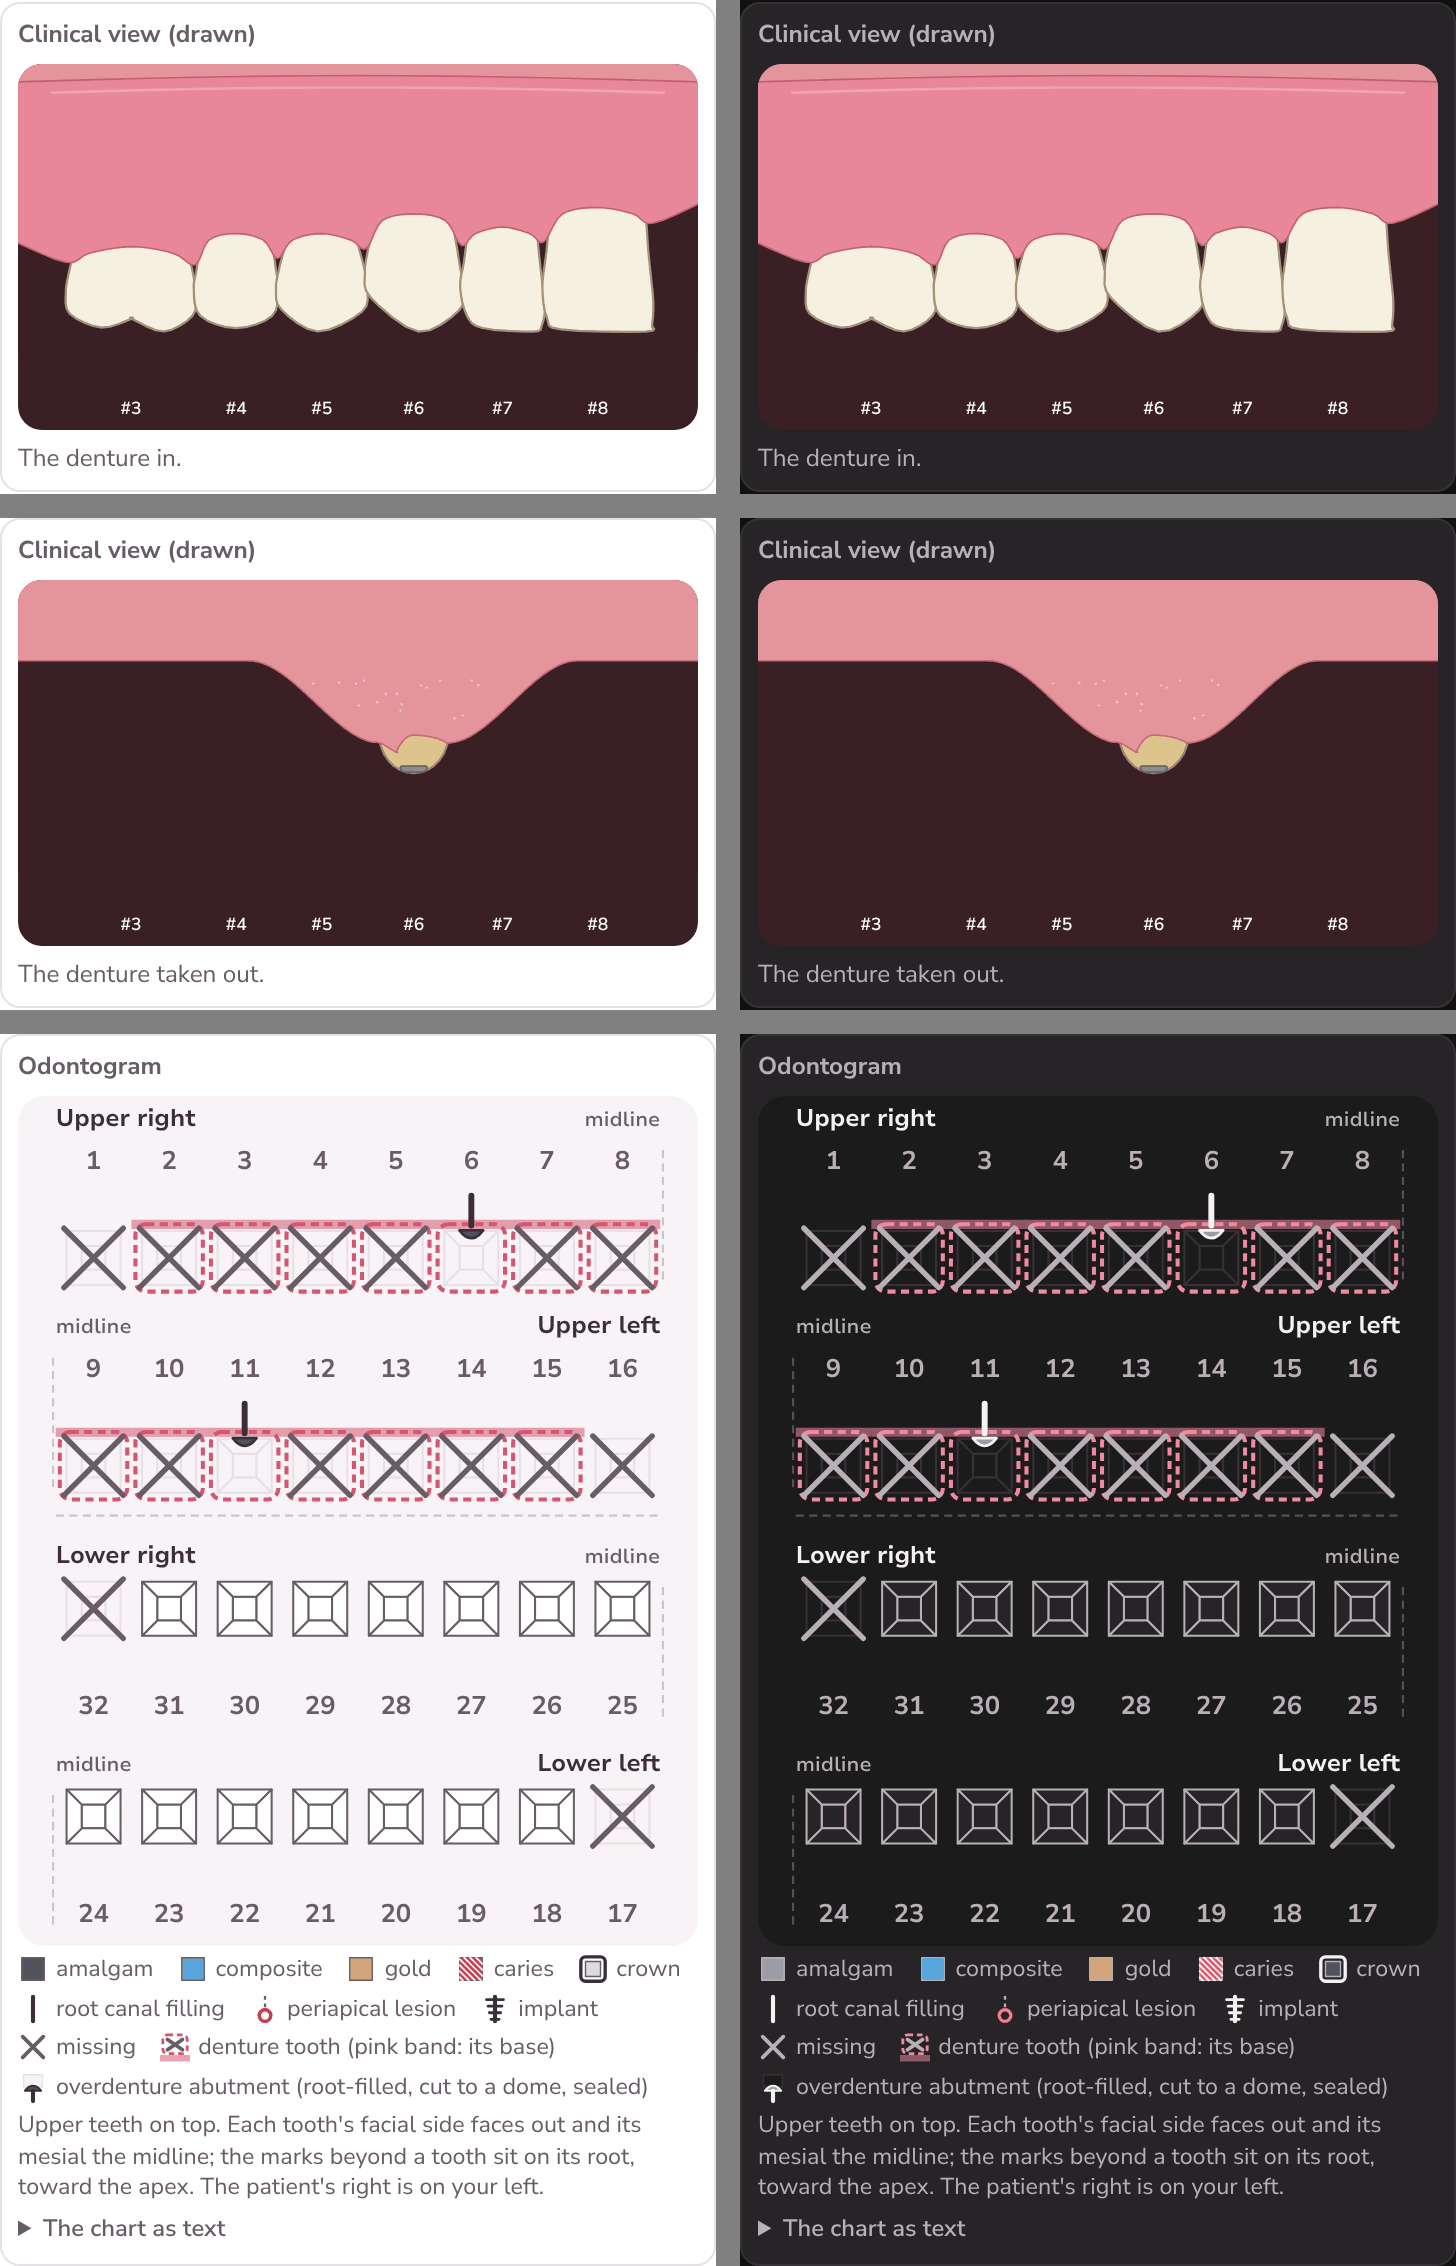 Clinical view (drawn)
#3 #4 #5 #6 #7 #8
The denture in.
Clinical view (drawn)
#3 #4 #5 #6 #7 #8
The denture in.
Clinical view (drawn)
#3 #4 #5 #6 #7 #8
The denture taken out.
Clinical view (drawn)
#3 #4 #5 #6 #7 #8
The denture taken out.
Odontogram
Upper right midline
1 2 3 4 5 6 7 8
midline Upper left
9 10 11 12 13 14 15 16
Lower right midline
32 31 30 29 28 27 26 25
midline Lower left
24 23 22 21 20 19 18 17
amalgam composite gold caries crown
root canal filling periapical lesion implant
missing denture tooth (pink band: its base)
overdenture abutment (root-filled, cut to a dome, sealed)
Upper teeth on top. Each tooth's facial side faces out and its
mesial the midline; the marks beyond a tooth sit on its root,
toward the apex. The patient's right is on your left.
The chart as text
Odontogram
Upper right midline
1 2 3 4 5 6 7 8
midline Upper left
9 10 11 12 13 14 15 16
Lower right midline
32 31 30 29 28 27 26 25
midline Lower left
24 23 22 21 20 19 18 17
amalgam composite gold caries crown
root canal filling periapical lesion implant
missing denture tooth (pink band: its base)
overdenture abutment (root-filled, cut to a dome, sealed)
Upper teeth on top. Each tooth's facial side faces out and its
mesial the midline; the marks beyond a tooth sit on its root,
toward the apex. The patient's right is on your left.
The chart as text